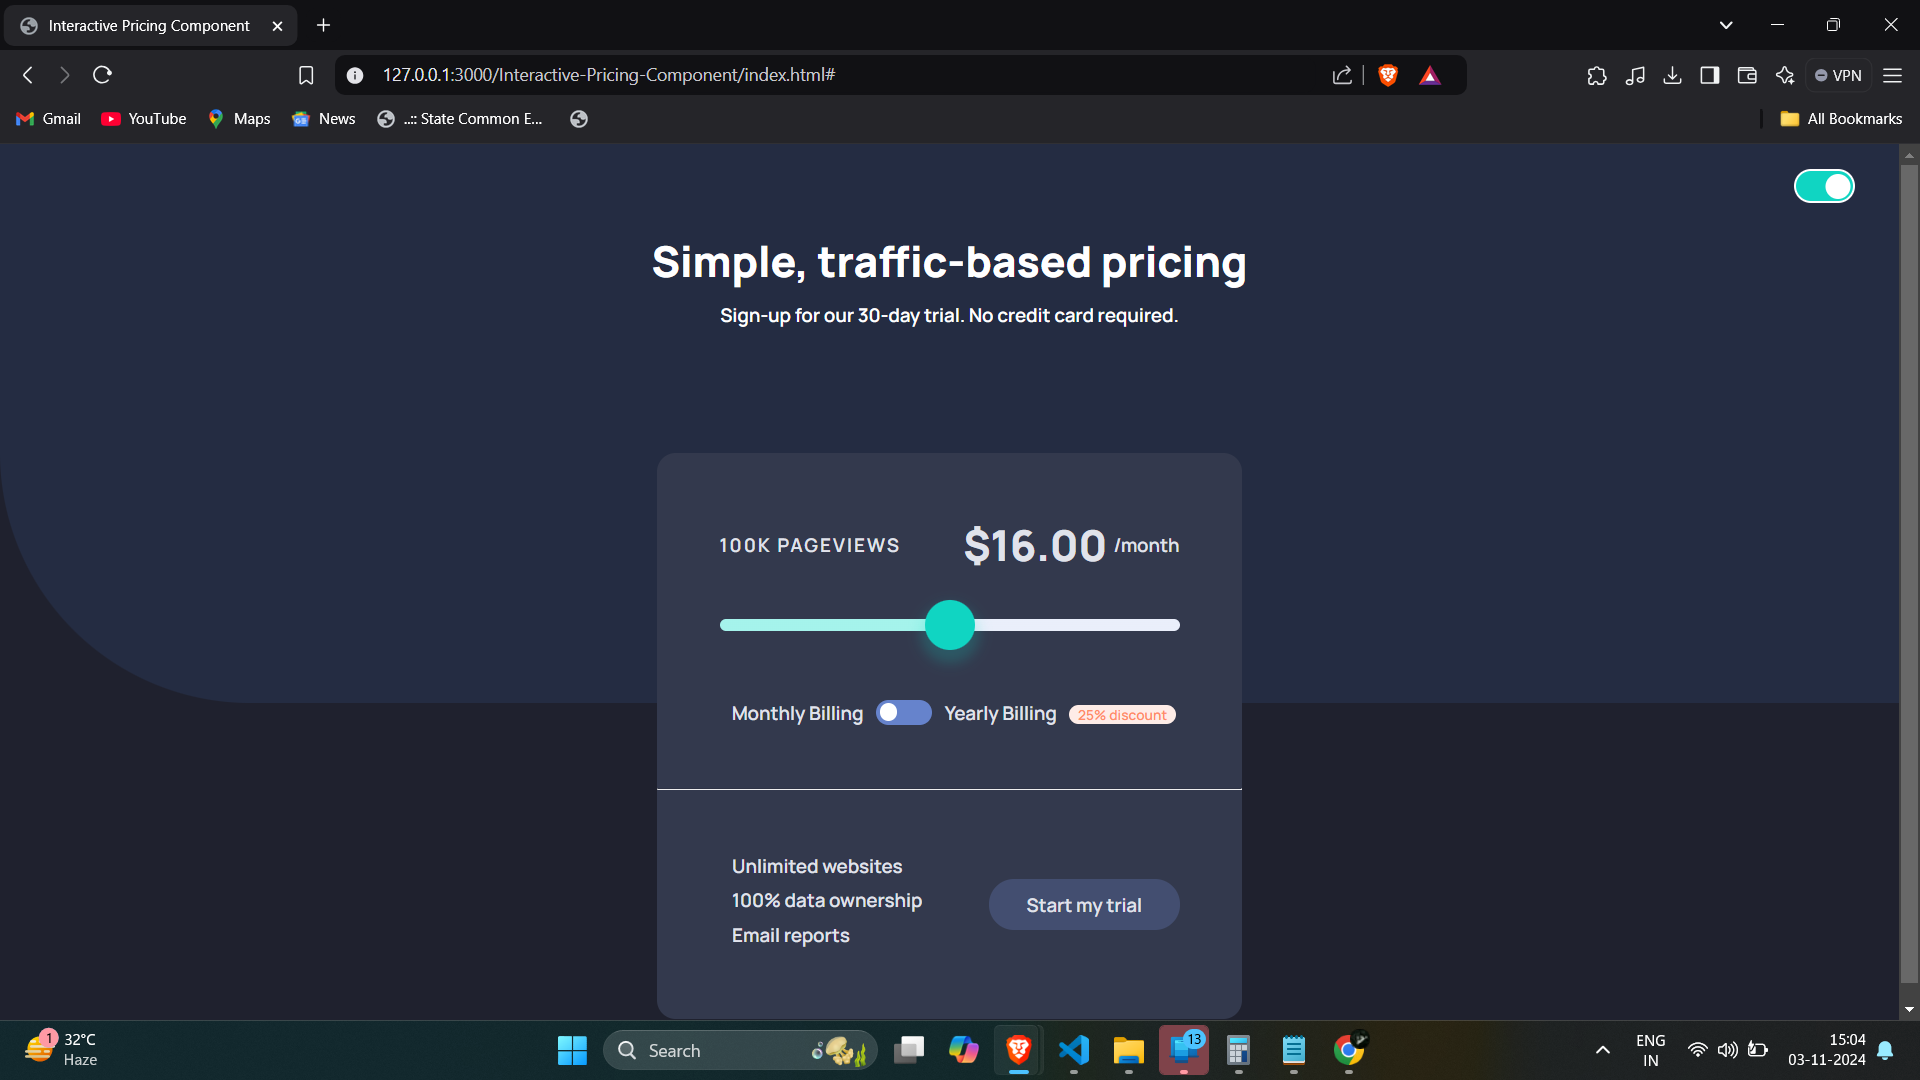 Interactive Pricing Component
127.0.0.1:3000/Interactive-Pricing-Component/index.html#
VPN
Gmail
YouTube
Maps
News
..:: State Common E...
All Bookmarks
Simple, traffic-based pricing
Sign-up for our 30-day trial. No credit card required.
100K PAGEVIEWS
$16.00 /month
Monthly Billing
Yearly Billing
25% discount
Unlimited websites
100% data ownership
Email reports
Start my trial
1
32°C
Haze
Search
13
ENG
IN
15:04
03-11-2024